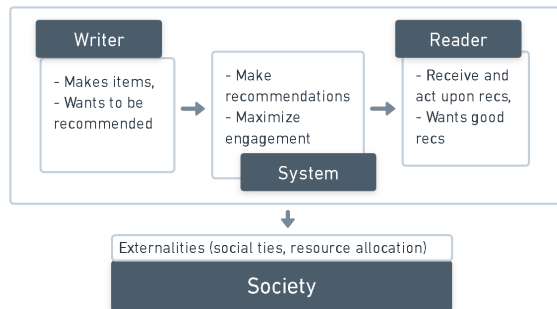 Writer
- Makes items,
- Wants to be
recommended
- Make
recommendations
- Maximize
engagement
System
Reader
- Receive and
act upon recs,
- Wants good
recs
Externalities (social ties, resource allocation)
Society